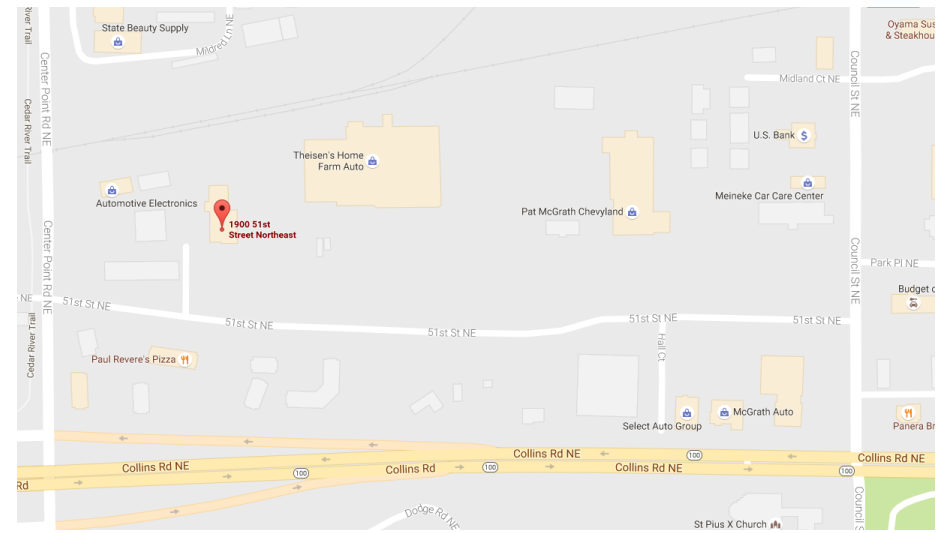 River Trail
State Beauty Supply
Mildred Ln NE
Oyama Sus
& Steakhou
Center Point Rd NE
Council St NE
Midland Ct NE
Cedar River Trail
U.S. Bank
$
Theisen's Home
Farm Auto
Meineke Car Care Center
Automotive Electronics
Pat McGrath Chevyland
1900 51st
Street Northeast
Center Point Rd NE
Council St NE
Park Pl NE
Budget
NE
51st St NE
51st St NE
51st St NE
51st St NE
51st St NE
Cedar River Trail
Hall Ct
Paul Revere's Pizza
McGrath Auto
Select Auto Group
Panera Br
Collins Rd NE
100
Collins Rd
100
Collins Rd NE
100
Collins Rd NE
100
Collins Rd NE
Rd
Dodge Rd NE
St Pius X Church
Council S